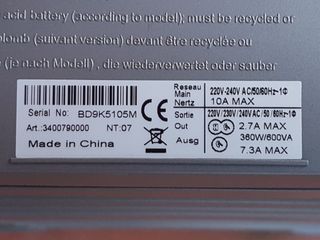 acid battery (according to model); must be recycled or
plomb (suivant version) devant être recyclée ou
e (je nach Modell) , die wiederverwertet oder sauber
Serial No: BD9K5105M
Art.:3400790000 NT:07
Made in China
CE
Reseau
Main
Nertz
220V-240V AC/50/60Hz~1Φ
10A MAX
Sortie
Out
Ausg
220V/230V/240V AC/50/60Hz~1Φ
2.7A MAX
360W/600VA
7.3A MAX